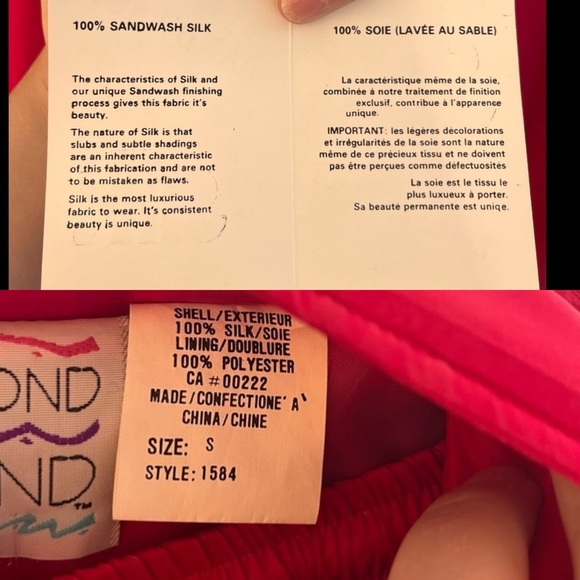 100% SANDWASH SILK
The characteristics of Silk and
our unique Sandwash finishing
process gives this fabric it's
beauty.
The nature of Silk is that
slubs and subtle shadings
are an inherent characteristic
of this fabrication and are not
to be mistaken as flaws.
Silk is the most luxurious
fabric to wear. It's consistent
beauty is unique.
100% SOIE (LAVÉE AU SABLE)
La caractéristique même de la soie,
combinée á notre traitement de finition
exclusif, contribue à l'apparence
unique.
IMPORTANT: les légères décolorations
et irrégularités de la soie sont la nature
même de ce précieux tissu et ne doivent
pas être perçues comme défectuosités
La soie est le tissu le
plus luxueux à porter.
Sa beauté permanente est uniqe.
OND
ND
TM
SHELL/EXTERIEUR
100% SILK/SOIE
LINING/DOUBLURE
100% POLYESTER
CA #00222
MADE/CONFECTIONE' A'
CHINA/CHINE
SIZE: S
STYLE: 1584